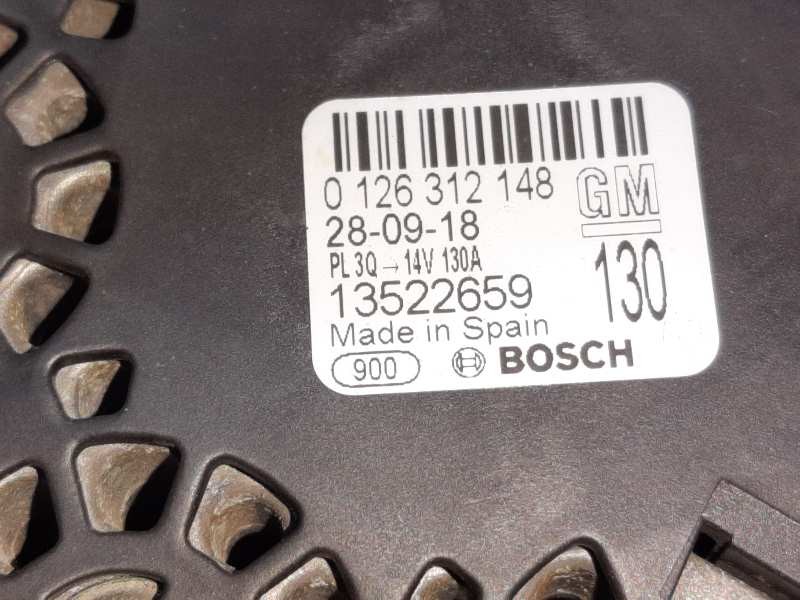 0 126 312 148
GM
28-09-18
PL 3Q → 14V 130A
130
13522659
Made in Spain
900 BOSCH